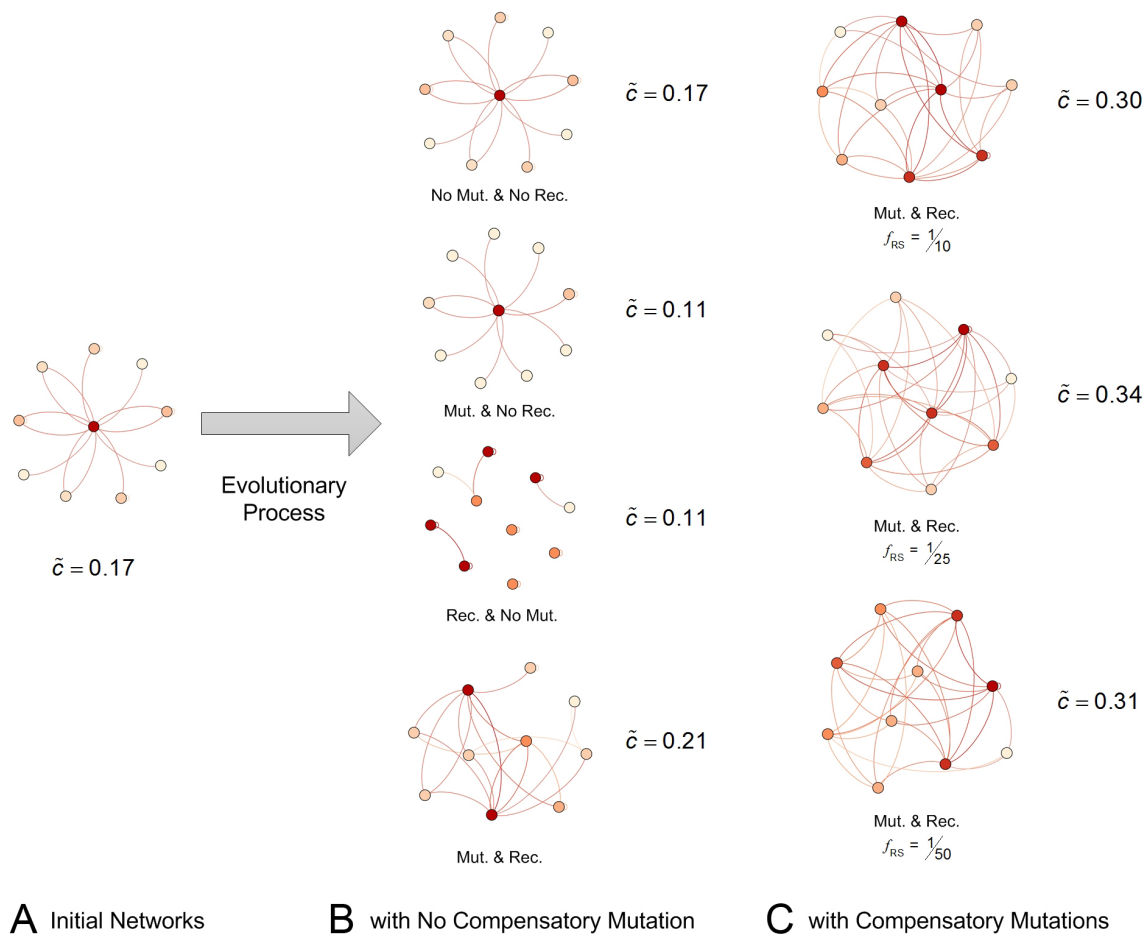 c̃ = 0.17
Evolutionary
Process
A Initial Networks
c̃ = 0.17
No Mut. & No Rec.
c̃ = 0.11
Mut. & No Rec.
c̃ = 0.11
Rec. & No Mut.
c̃ = 0.21
Mut. & Rec.
B with No Compensatory Mutation
c̃ = 0.30
Mut. & Rec.
f_RS = 1/10
c̃ = 0.34
Mut. & Rec.
f_RS = 1/25
c̃ = 0.31
Mut. & Rec.
f_RS = 1/50
C with Compensatory Mutations